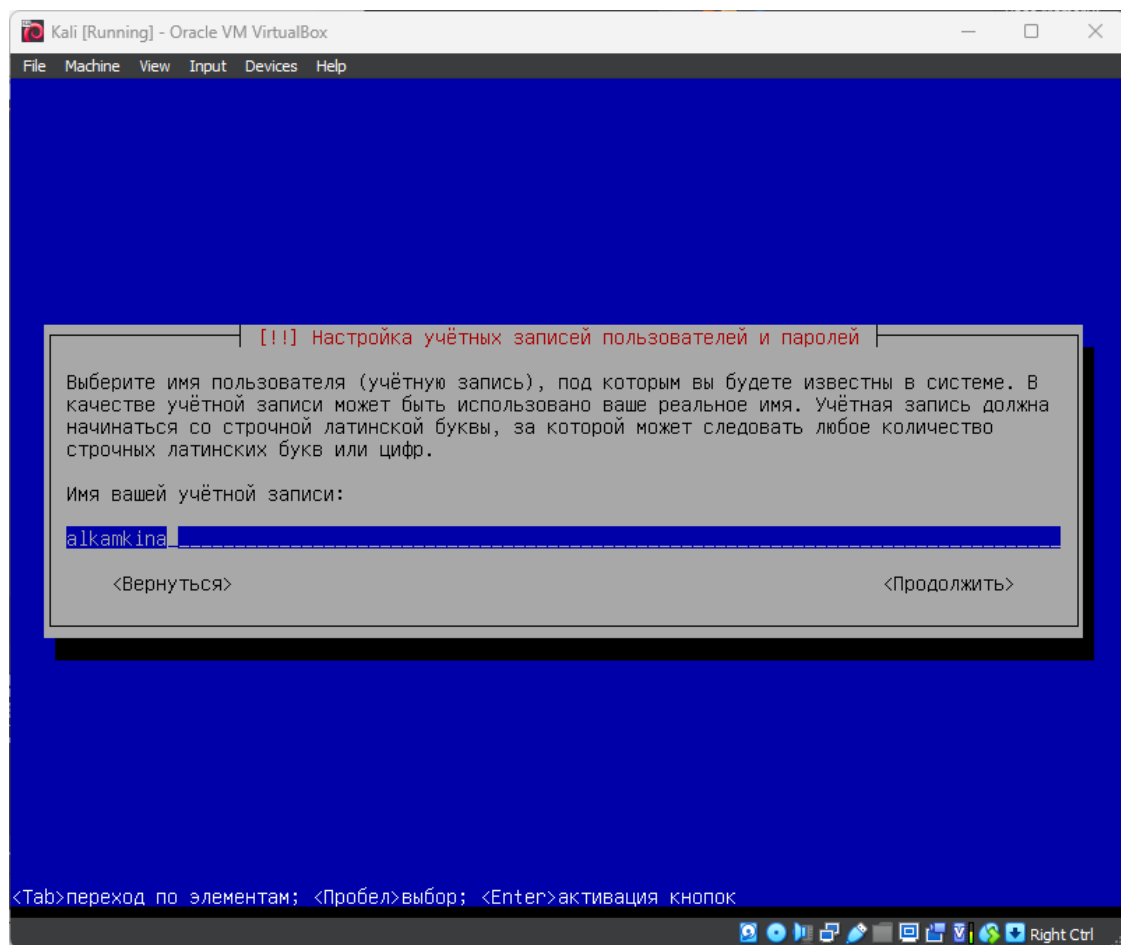 Kali [Running] - Oracle VM VirtualBox
File Machine View Input Devices Help
[!!] Настройка учётных записей пользователей и паролей
Выберите имя пользователя (учётную запись), под которым вы будете известны в системе. В
качестве учётной записи может быть использовано ваше реальное имя. Учётная запись должна
начинаться со строчной латинской буквы, за которой может следовать любое количество
строчных латинских букв или цифр.
Имя вашей учётной записи:
alkamkina
<Вернуться> <Продолжить>
<Tab>переход по элементам; <Пробел>выбор; <Enter>активация кнопок
Right Ctrl